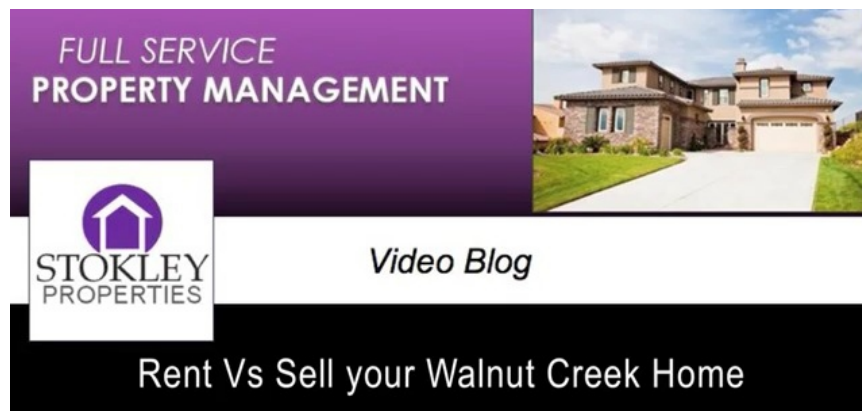 FULL SERVICE
PROPERTY MANAGEMENT
STOKLEY
PROPERTIES
Video Blog
Rent Vs Sell your Walnut Creek Home